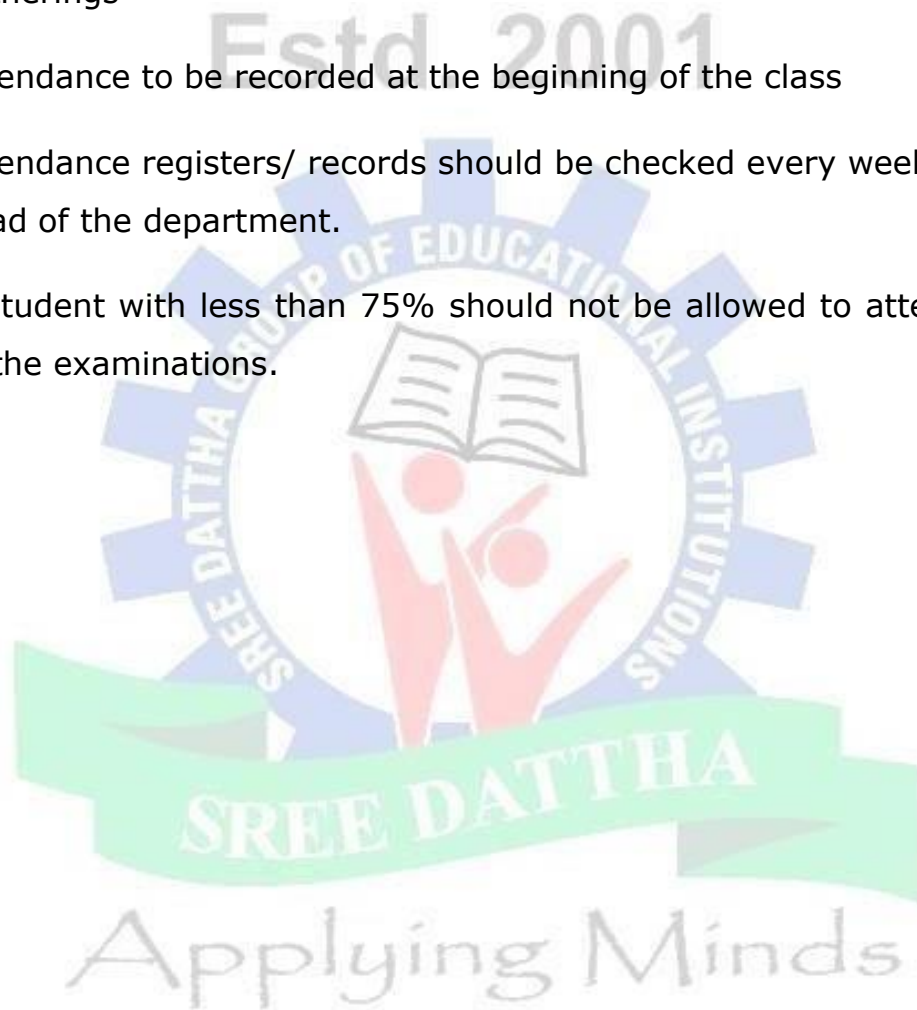 herings
Estd. 2001
endance to be recorded at the beginning of the class
endance registers/ records should be checked every week
ad of the department.
tudent with less than 75% should not be allowed to atte
the examinations.
SREE DATTHA GROUP OF EDUCATIONAL INSTITUTIONS
SREE DATTHA
Applying Minds